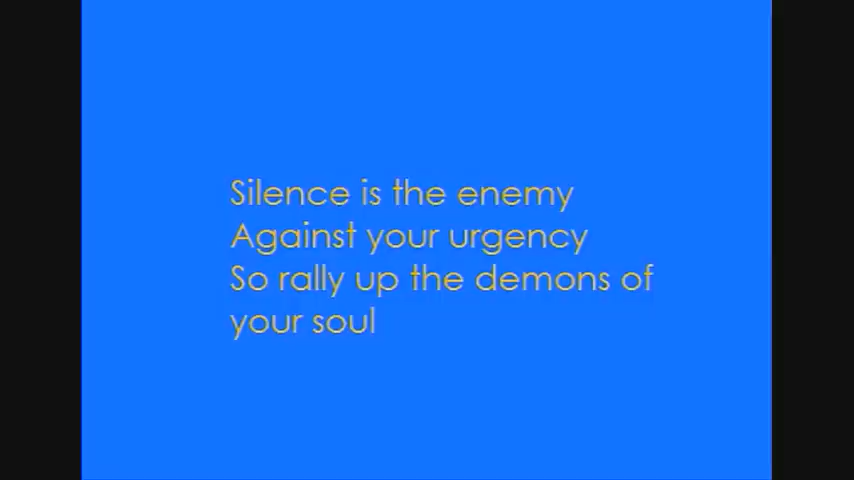 Silence is the enemy
Against your urgency
So rally up the demons of
your soul